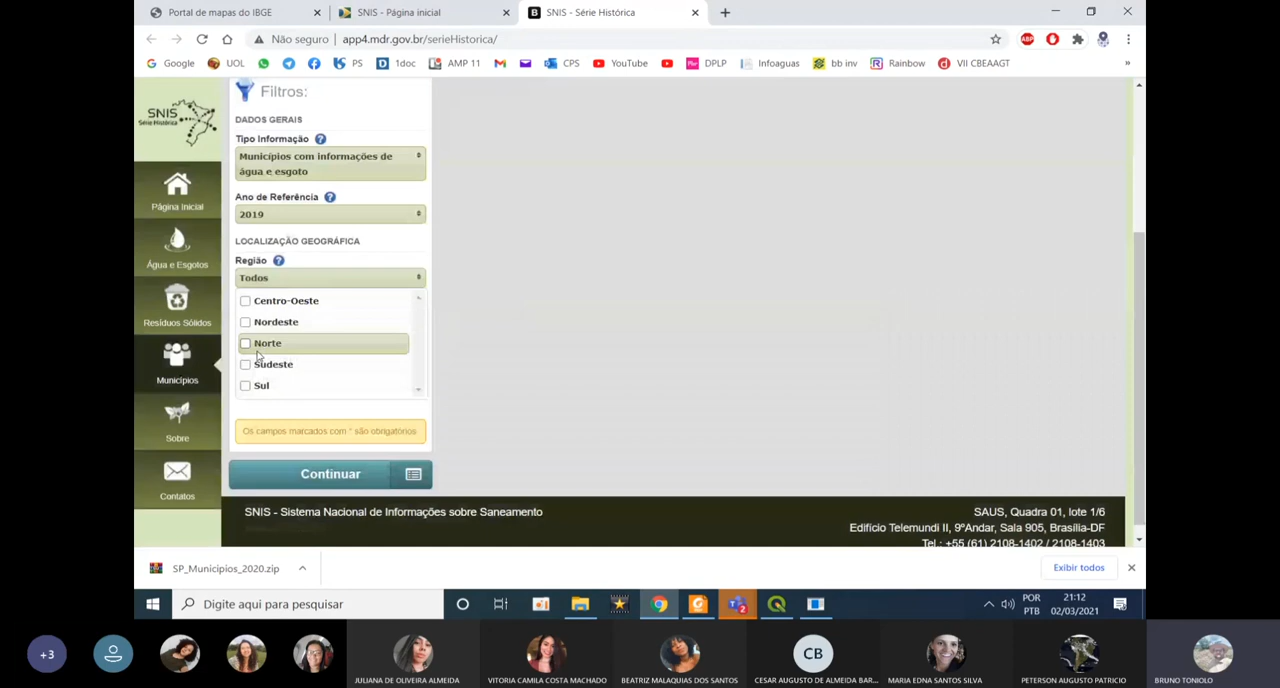 Portal de mapas do IBGE
SNIS - Página inicial
B SNIS - Série Histórica
Não seguro app4.mdr.gov.br/serieHistorica/
ABP
G Google UOL PS 1doc AMP 11 CPS YouTube DPLP Infoaguas bb inv Rainbow VII CBEAAGT »
SNIS
Série Histórica
Página Inicial
Água e Esgotos
Resíduos Sólidos
Municípios
Sobre
Contatos
Filtros:
DADOS GERAIS
Tipo Informação ?
Municípios com informações de
água e esgoto
Ano de Referência ?
2019
LOCALIZAÇÃO GEOGRÁFICA
Região ?
Todos
Centro-Oeste
Nordeste
Norte
Sudeste
Sul
Os campos marcados com * são obrigatórios
Continuar
SNIS - Sistema Nacional de Informações sobre Saneamento
SAUS, Quadra 01, lote 1/6
Edifício Telemundi II, 9ºAndar, Sala 905, Brasília-DF
Tel.: +55 (61) 2108-1402 / 2108-1403
SP_Municipios_2020.zip
Exibir todos
Digite aqui para pesquisar
POR
PTB
21:12
02/03/2021
+3
JULIANA DE OLIVEIRA ALMEIDA
VITORIA CAMILA COSTA MACHADO
BEATRIZ MALAQUIAS DOS SANTOS
CB
CESAR AUGUSTO DE ALMEIDA BAR...
MARIA EDNA SANTOS SILVA
PETERSON AUGUSTO PATRICIO
BRUNO TONIOLO